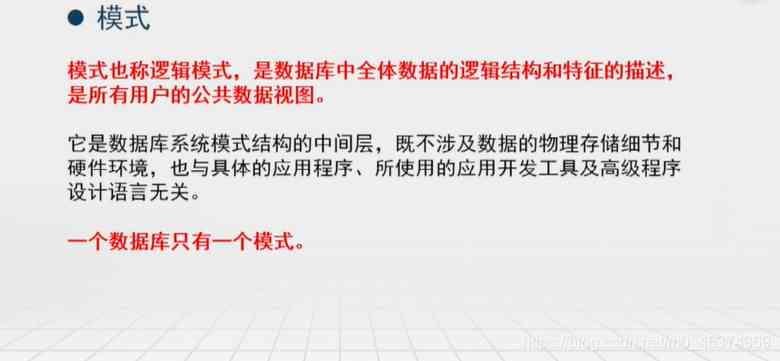 ● 模式
模式也称逻辑模式，是数据库中全体数据的逻辑结构和特征的描述，
是所有用户的公共数据视图。
它是数据库系统模式结构的中间层，既不涉及数据的物理存储细节和
硬件环境，也与具体的应用程序、所使用的应用开发工具及高级程序
设计语言无关。
一个数据库只有一个模式。